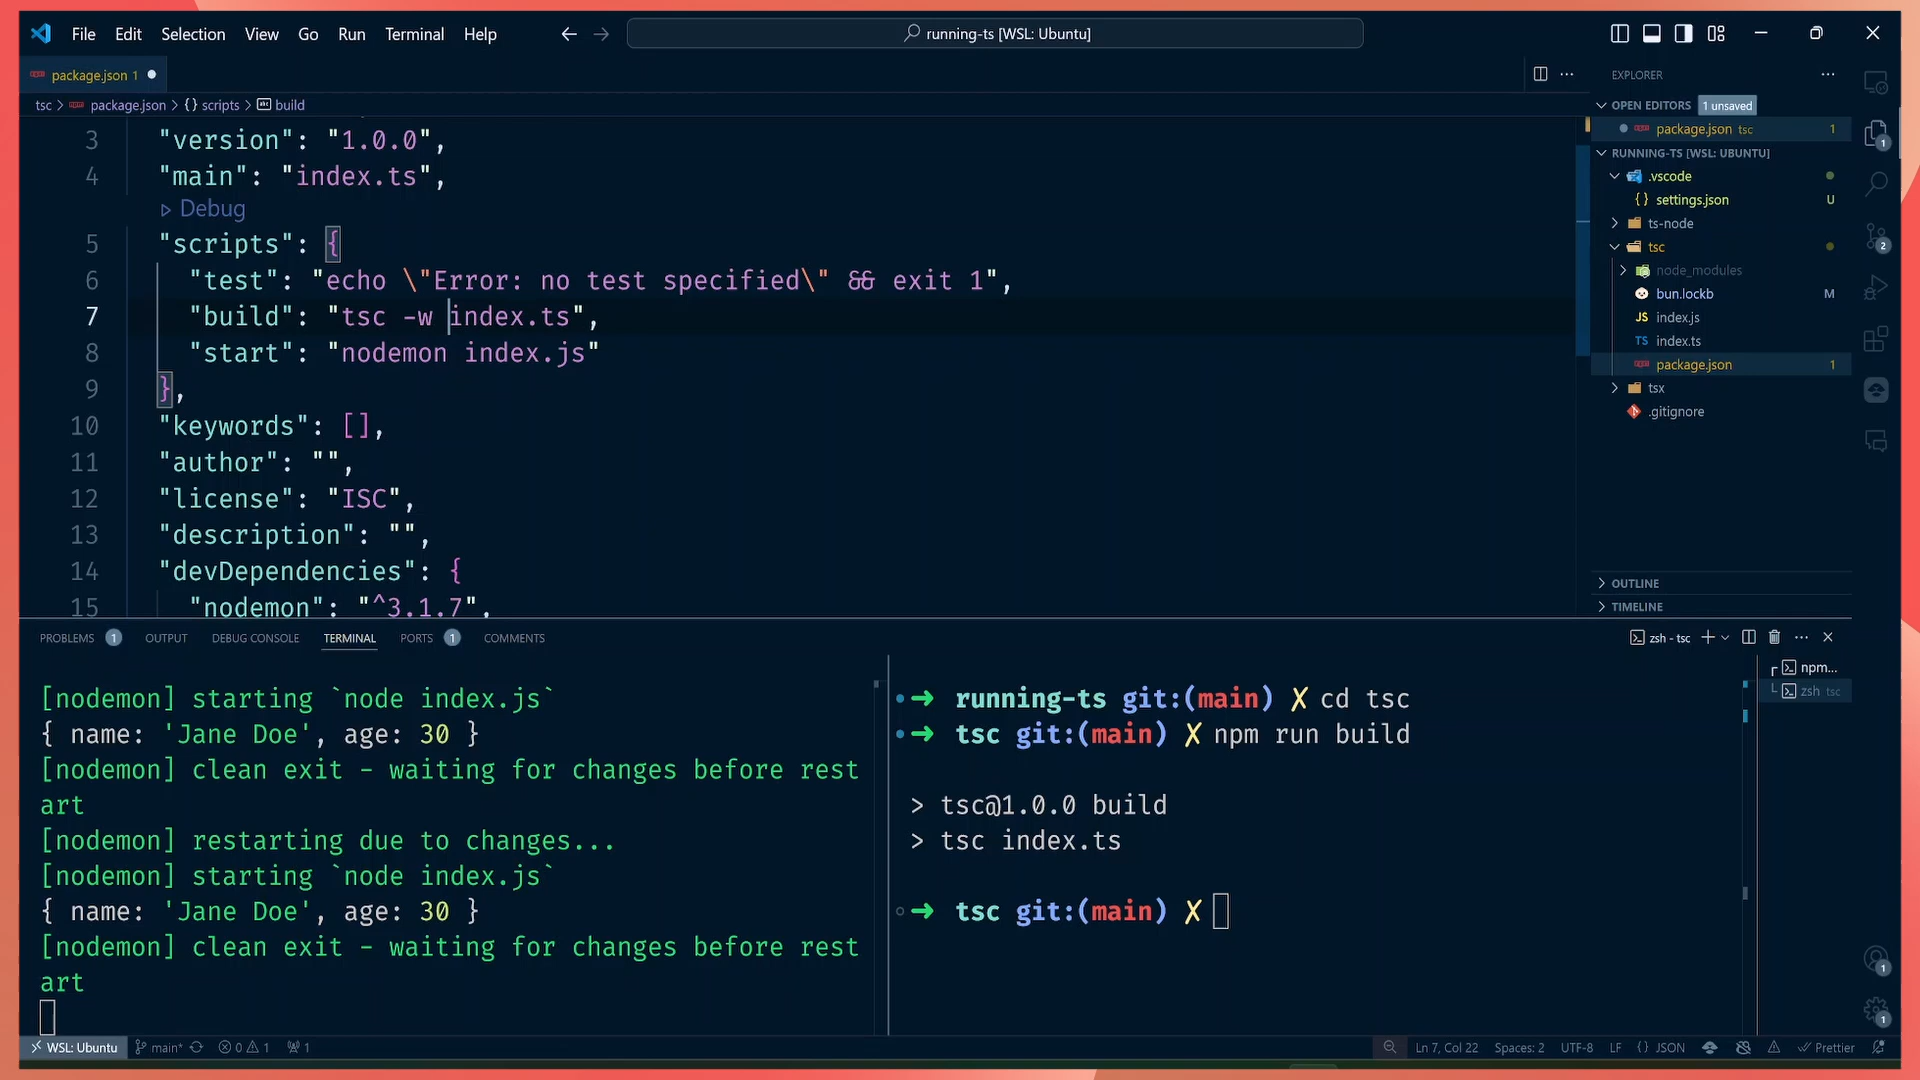 File Edit Selection View Go Run Terminal Help
running-ts [WSL: Ubuntu]
package.json 1
tsc > package.json > {} scripts > build
3 "version": "1.0.0",
4 "main": "index.ts",
Debug
5 "scripts": {
6 "test": "echo \"Error: no test specified\" && exit 1",
7 "build": "tsc -w index.ts",
8 "start": "nodemon index.js"
9 },
10 "keywords": [],
11 "author": "",
12 "license": "ISC",
13 "description": "",
14 "devDependencies": {
15 "nodemon": "^3.1.7",
EXPLORER
OPEN EDITORS 1 unsaved
package.json tsc 1
RUNNING-TS [WSL: UBUNTU]
.vscode
{} settings.json U
ts-node
tsc
node_modules
bun.lockb M
JS index.js
TS index.ts
package.json 1
tsx
.gitignore
OUTLINE
TIMELINE
1
2
1
1
PROBLEMS 1 OUTPUT DEBUG CONSOLE TERMINAL PORTS 1 COMMENTS
zsh - tsc
[nodemon] starting `node index.js`
{ name: 'Jane Doe', age: 30 }
[nodemon] clean exit - waiting for changes before rest
art
[nodemon] restarting due to changes...
[nodemon] starting `node index.js`
{ name: 'Jane Doe', age: 30 }
[nodemon] clean exit - waiting for changes before rest
art
➜ running-ts git:(main) ✗ cd tsc
➜ tsc git:(main) ✗ npm run build
> tsc@1.0.0 build
> tsc index.ts
➜ tsc git:(main) ✗
npm...
zsh tsc
WSL: Ubuntu main* 0 1 1
Ln 7, Col 22 Spaces: 2 UTF-8 LF {} JSON Prettier